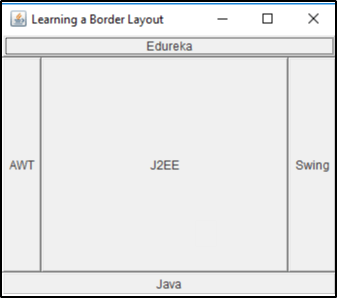 Learning a Border Layout
Edureka
AWT J2EE Swing
Java